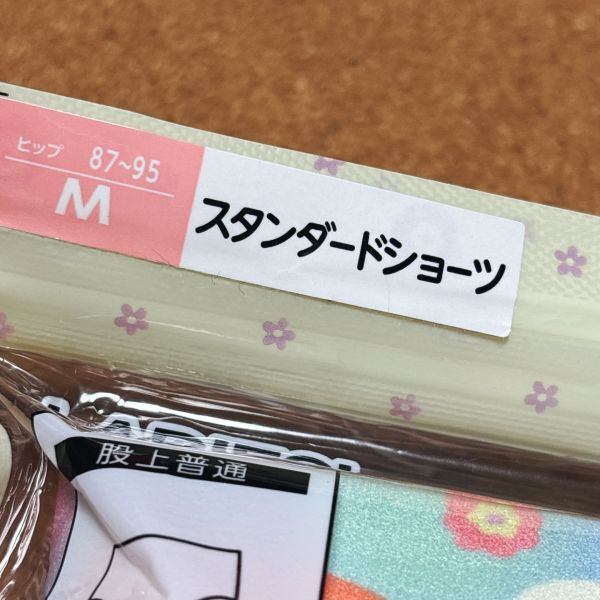 ヒップ 87~95
M
スタンダードショーツ
股上普通